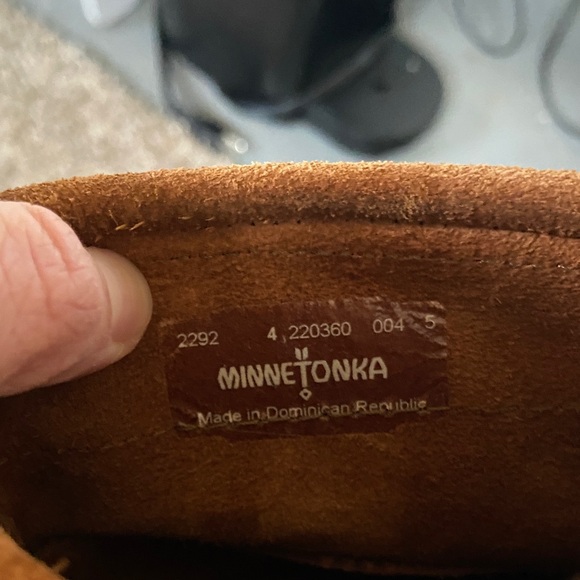 2292 4 220360 004 5
MINNETONKA
Made in Dominican Republic